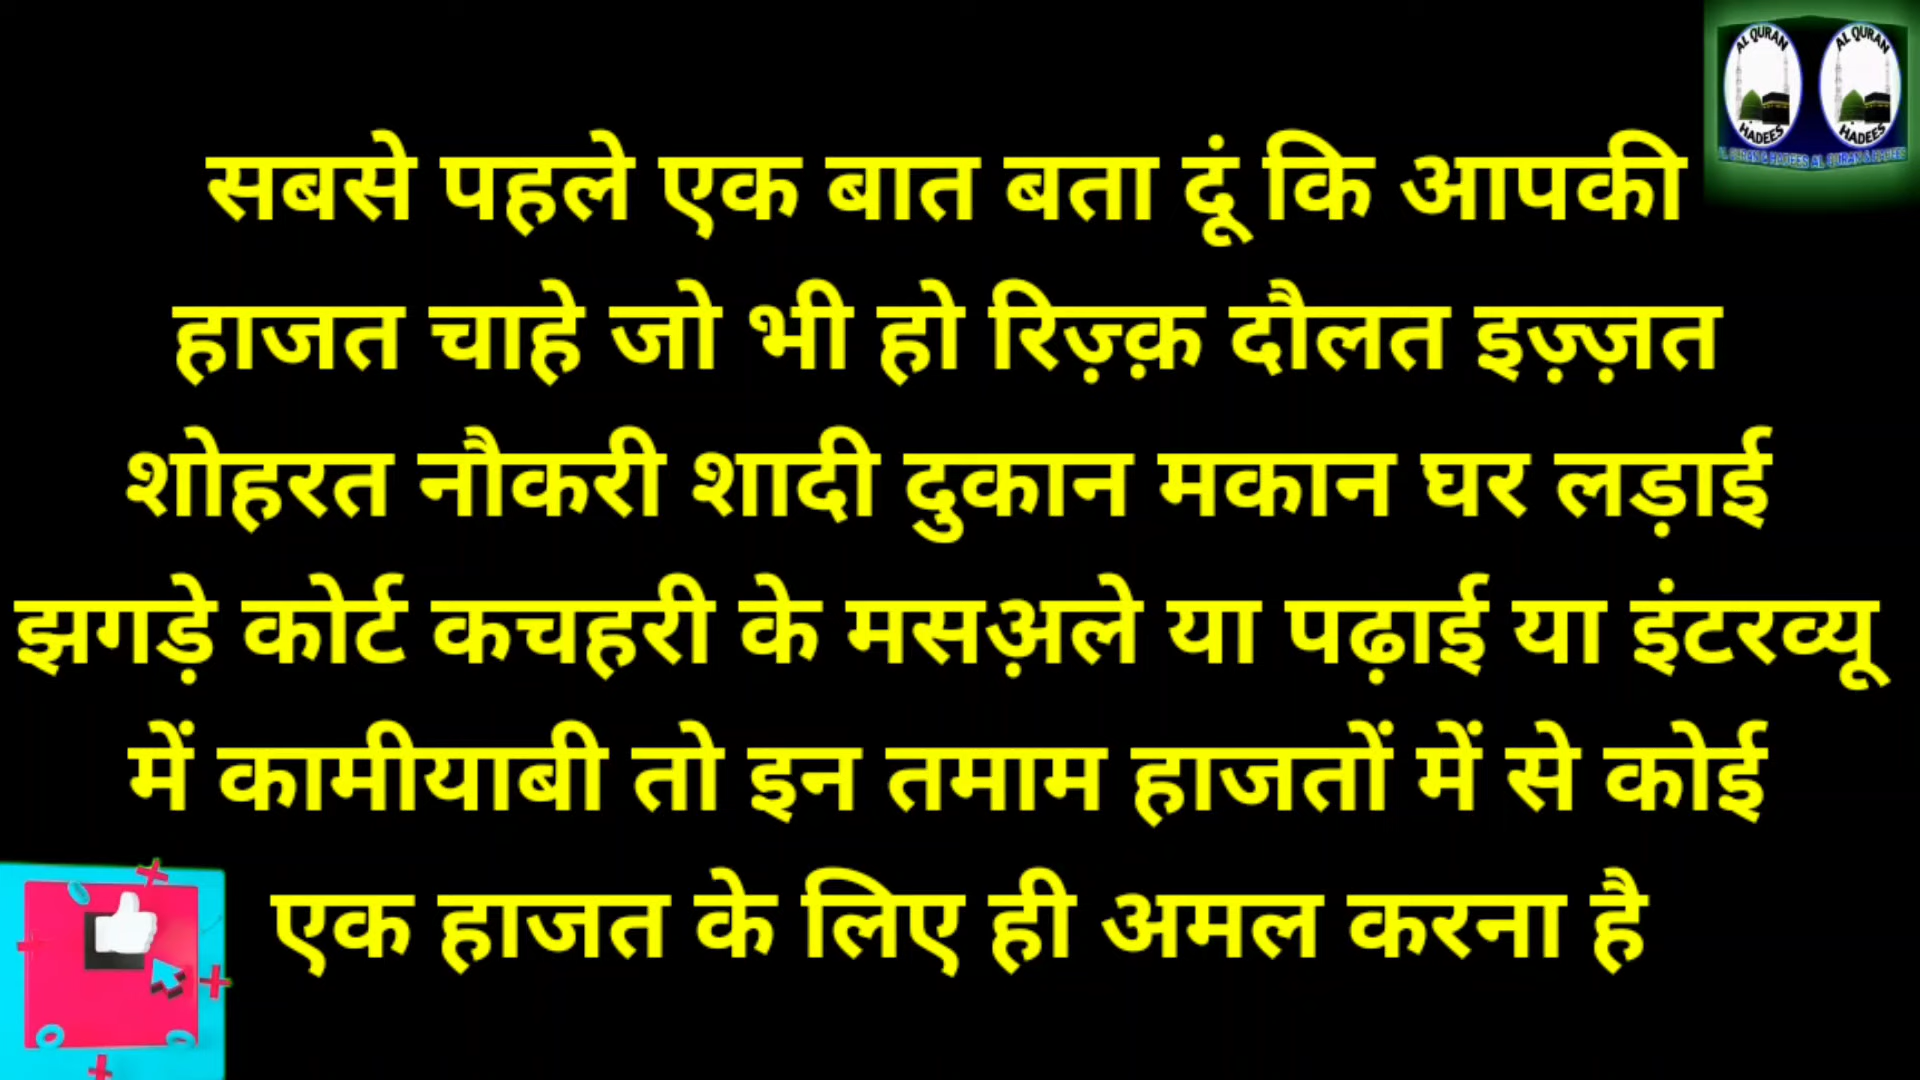 AL QURAN AL QURAN
HADEES HADEES
सबसे पहले एक बात बता दूं कि आपकी
हाजत चाहे जो भी हो रिज़्क़ दौलत इज़्ज़त
शोहरत नौकरी शादी दुकान मकान घर लड़ाई
झगड़े कोर्ट कचहरी के मसअ़ले या पढ़ाई या इंटरव्यू
में कामीयाबी तो इन तमाम हाजतों में से कोई
एक हाजत के लिए ही अमल करना है